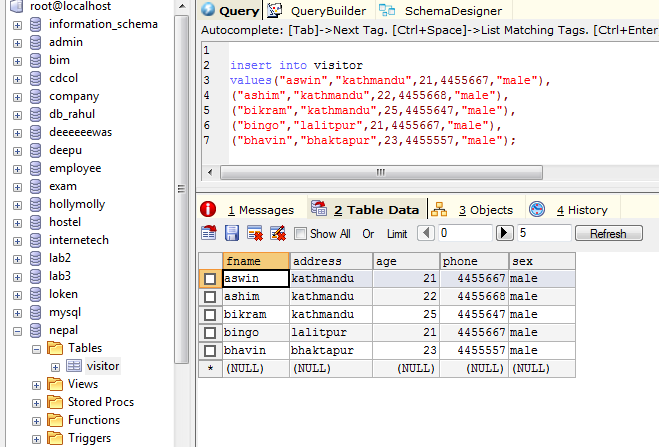 root@localhost
information_schema
admin
bim
cdcol
company
db_rahul
deeeeeewas
deepu
employee
exam
hollymolly
hostel
internetech
lab2
lab3
loken
mysql
nepal
Tables
visitor
Views
Stored Procs
Functions
Triggers
Query QueryBuilder SchemaDesigner
Autocomplete: [Tab]->Next Tag. [Ctrl+Space]->List Matching Tags. [Ctrl+Enter
1
2 insert into visitor
3 values("aswin","kathmandu",21,4455667,"male"),
4 ("ashim","kathmandu",22,4455668,"male"),
5 ("bikram","kathmandu",25,4455647,"male"),
6 ("bingo","lalitpur",21,4455667,"male"),
7 ("bhavin","bhaktapur",23,4455557,"male");
1 Messages 2 Table Data 3 Objects 4 History
Show All Or Limit 0 5 Refresh
fname address age phone sex
aswin kathmandu 21 4455667 male
ashim kathmandu 22 4455668 male
bikram kathmandu 25 4455647 male
bingo lalitpur 21 4455667 male
bhavin bhaktapur 23 4455557 male
* (NULL) (NULL) (NULL) (NULL) (NULL)